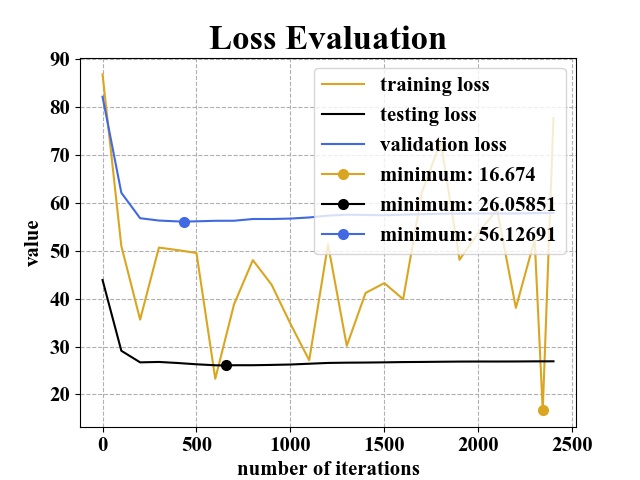 Loss Evaluation
90
80
70
60
50
40
30
20
value
training loss
testing loss
validation loss
minimum: 16.674
minimum: 26.05851
minimum: 56.12691
0 500 1000 1500 2000 2500
number of iterations